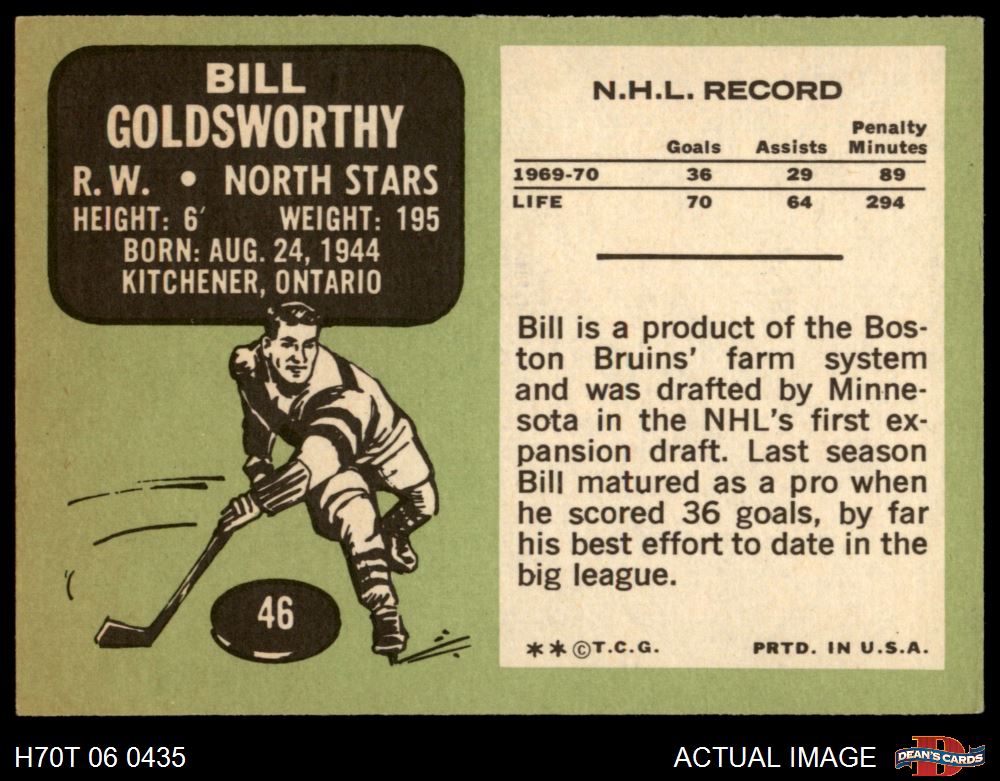 BILL
GOLDSWORTHY
R.W. • NORTH STARS
HEIGHT: 6′ WEIGHT: 195
BORN: AUG. 24, 1944
KITCHENER, ONTARIO
46
N.H.L. RECORD
Goals Assists Penalty Minutes
1969-70 36 29 89
LIFE 70 64 294
Bill is a product of the Bos-
ton Bruins' farm system
and was drafted by Minne-
sota in the NHL's first ex-
pansion draft. Last season
Bill matured as a pro when
he scored 36 goals, by far
his best effort to date in the
big league.
** © T.C.G. PRTD. IN U.S.A.
H70T 06 0435 ACTUAL IMAGE D DEAN'S CARDS